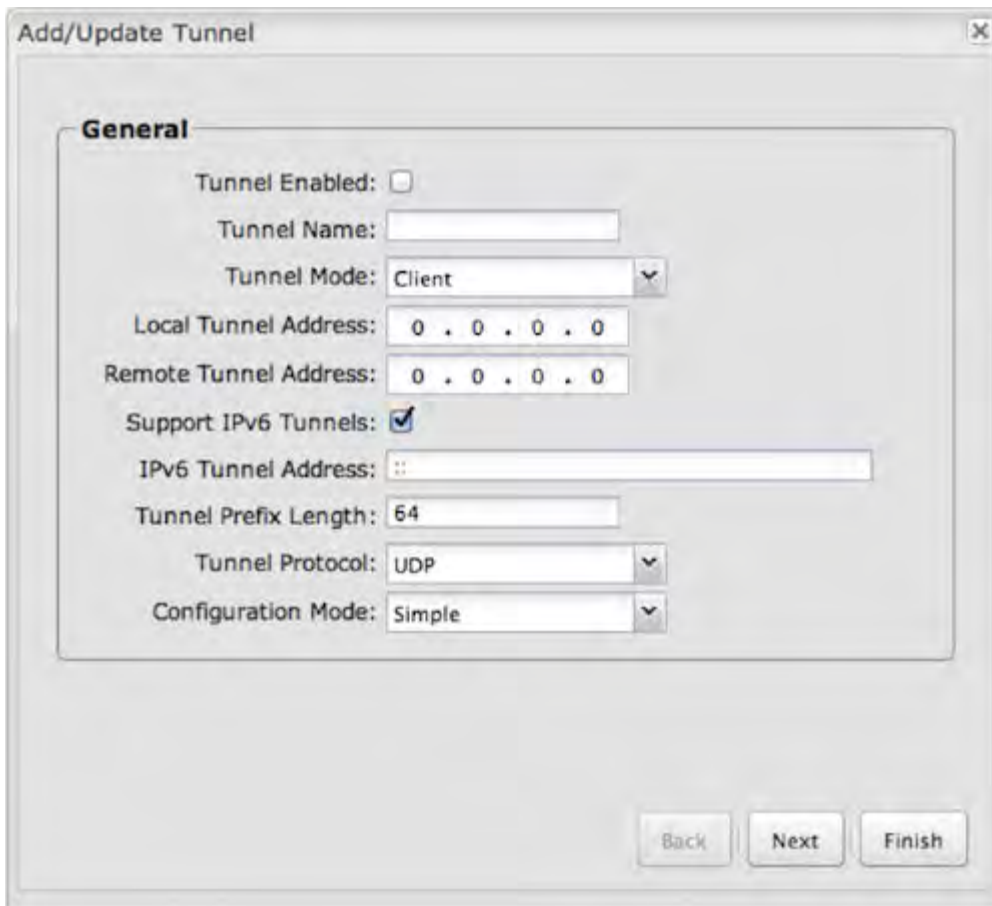 Add/Update Tunnel
General
Tunnel Enabled:
Tunnel Name:
Tunnel Mode: Client
Local Tunnel Address: 0 . 0 . 0 . 0
Remote Tunnel Address: 0 . 0 . 0 . 0
Support IPv6 Tunnels:
IPv6 Tunnel Address: ::
Tunnel Prefix Length: 64
Tunnel Protocol: UDP
Configuration Mode: Simple
Back Next Finish